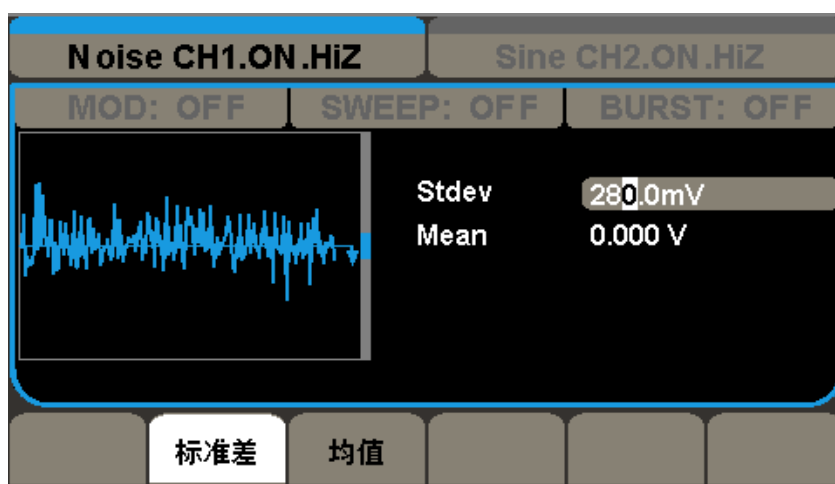 Noise CH1.ON.HiZ Sine CH2.ON.HiZ
MOD: OFF SWEEP: OFF BURST: OFF
Stdev 280.0mV
Mean 0.000 V
标准差 均值